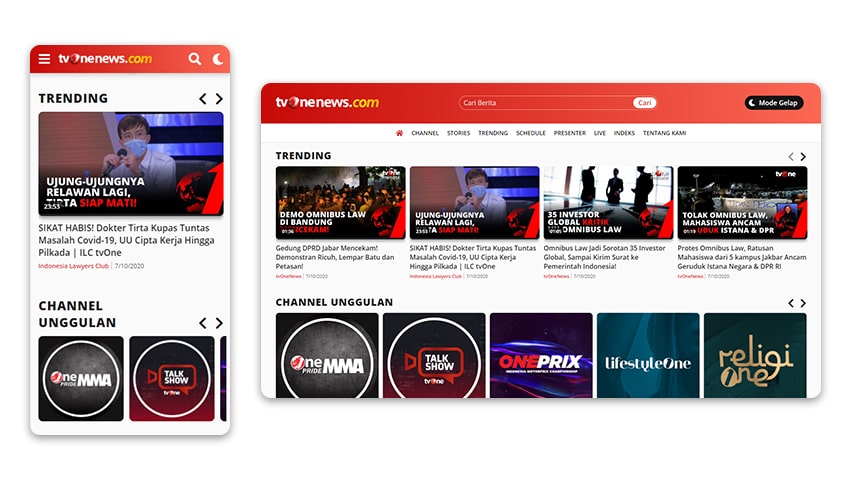 tvOnenews.com
TRENDING
UJUNG-UJUNGNYA
RELAWAN LAGI,
TIRTA SIAP MATI!
23:53
SIKAT HABIS! Dokter Tirta Kupas Tuntas
Masalah Covid-19, UU Cipta Kerja Hingga
Pilkada | ILC tvOne
Indonesia Lawyers Club | 7/10/2020
CHANNEL
UNGGULAN
One
PRIDE MMA
TALK
SHOW
tvOne
tvOnenews.com
Cari Berita
Cari
Mode Gelap
CHANNEL STORIES TRENDING SCHEDULE PRESENTER LIVE INDEKS TENTANG KAMI
TRENDING
tvOne
DEMO OMNIBUS LAW
DI BANDUNG
RICEKAM!
01:36
Gedung DPRD Jabar Mencekam!
Demonstran Ricuh, Lempar Batu dan
Petasan!
tvOneNews | 7/10/2020
UJUNG-UJUNGNYA
RELAWAN LAGI,
TIRTA SIAP MATI!
23:53
SIKAT HABIS! Dokter Tirta Kupas Tuntas
Masalah Covid-19, UU Cipta Kerja Hingga
Pilkada | ILC tvOne
Indonesia Lawyers Club | 7/10/2020
35 INVESTOR
GLOBAL KRITIK
OMNIBUS LAW
01:05
Omnibus Law Jadi Sorotan 35 Investor
Global, Sampai Kirim Surat ke
Pemerintah Indonesia!
tvOneNews | 7/10/2020
tvOne
TOLAK OMNIBUS LAW,
MAHASISWA ANCAM
DUDUK ISTANA & DPR
01:19
Protes Omnibus Law, Ratusan
Mahasiswa dari 5 kampus Jakbar Ancam
Geruduk Istana Negara & DPR RI
tvOneNews | 7/10/2020
CHANNEL UNGGULAN
One
PRIDE MMA
TALK
SHOW
tvOne
ONEPRIX
INDONESIA MOTORPRIX CHAMPIONSHIP
lifestyleOne
religi
One